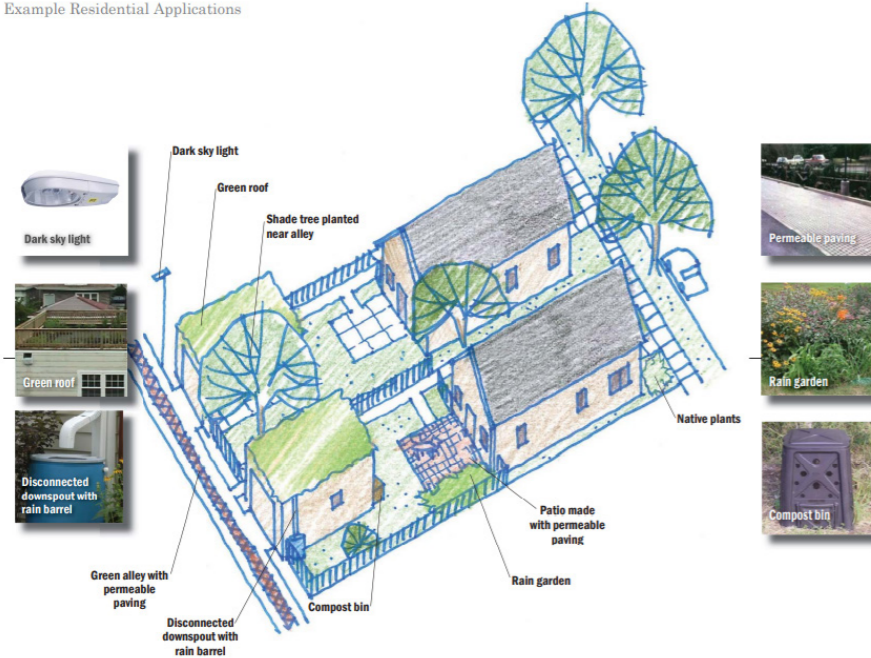 Example Residential Applications
Dark sky light
Green roof
Shade tree planted
near alley
Dark sky light
Permeable paving
Green roof
Rain garden
Native plants
Disconnected
downspout with
rain barrel
Patio made
with permeable
paving
Compost bin
Rain garden
Green alley with
permeable
paving
Compost bin
Disconnected
downspout with
rain barrel